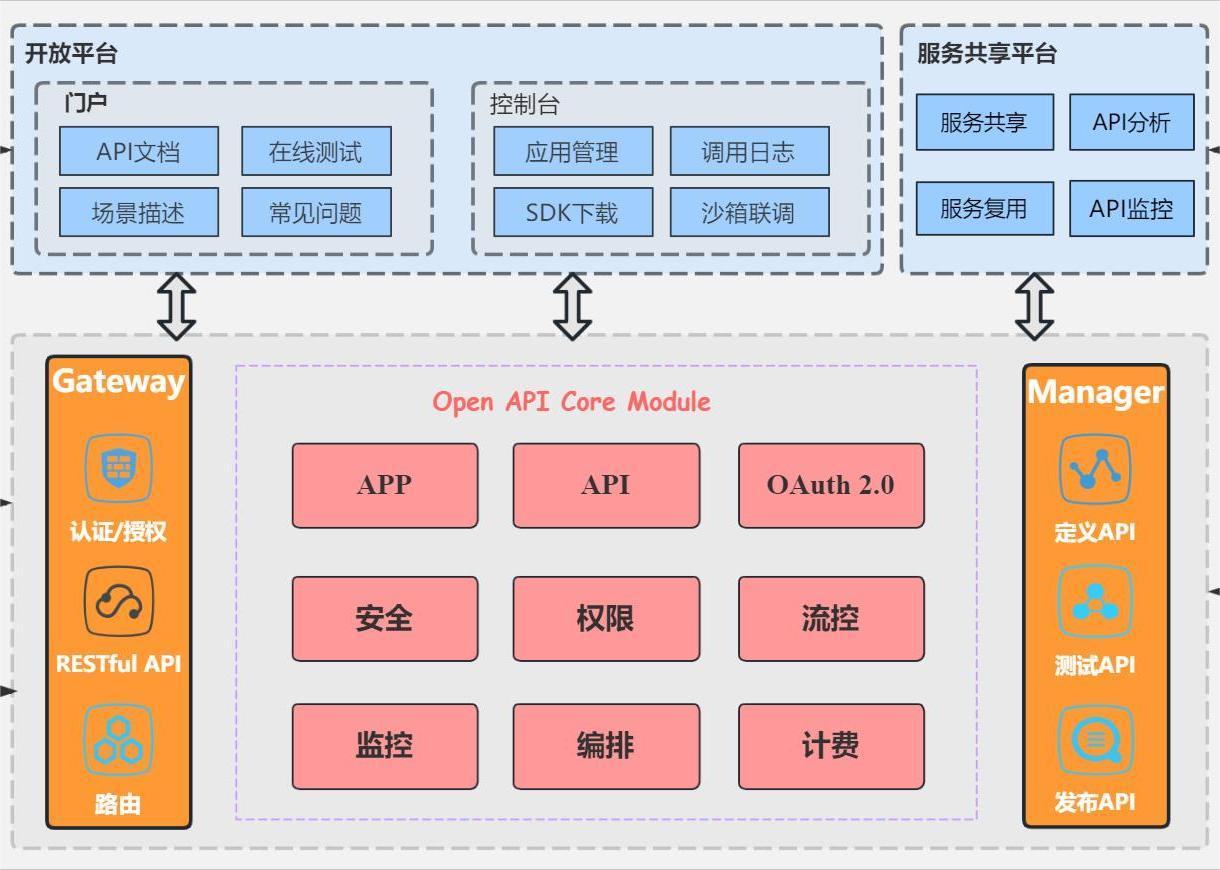 开放平台
门户
API文档
在线测试
场景描述
常见问题
控制台
应用管理
调用日志
SDK下载
沙箱联调
服务共享平台
服务共享
API分析
服务复用
API监控
Gateway
认证/授权
RESTful API
路由
Open API Core Module
APP
API
OAuth 2.0
安全
权限
流控
监控
编排
计费
Manager
定义API
测试API
发布API